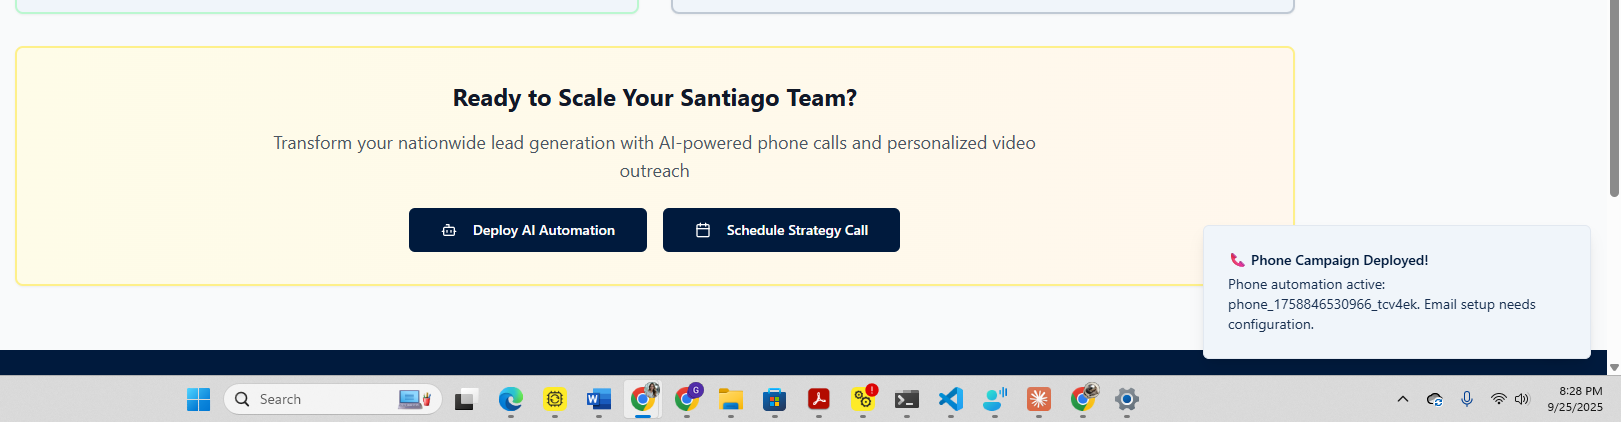 Ready to Scale Your Santiago Team?
Transform your nationwide lead generation with AI-powered phone calls and personalized video
outreach
Deploy AI Automation
Schedule Strategy Call
Phone Campaign Deployed!
Phone automation active:
phone_1758846530966_tcv4ek. Email setup needs
configuration.
Search
G
8:28 PM
9/25/2025